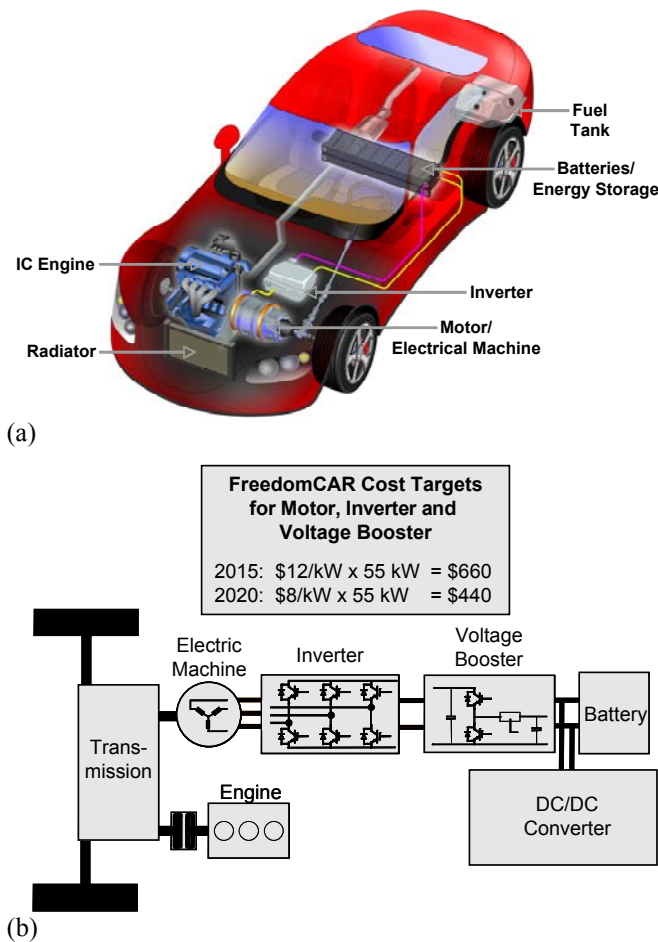 Fuel
Tank
Batteries/
Energy Storage
IC Engine
Inverter
Motor/
Electrical Machine
Radiator
(a)
FreedomCAR Cost Targets
for Motor, Inverter and
Voltage Booster
2015: $12/kW x 55 kW = $660
2020: $8/kW x 55 kW = $440
Electric
Machine
Inverter
Voltage
Booster
Battery
Trans-
mission
Engine
DC/DC
Converter
(b)